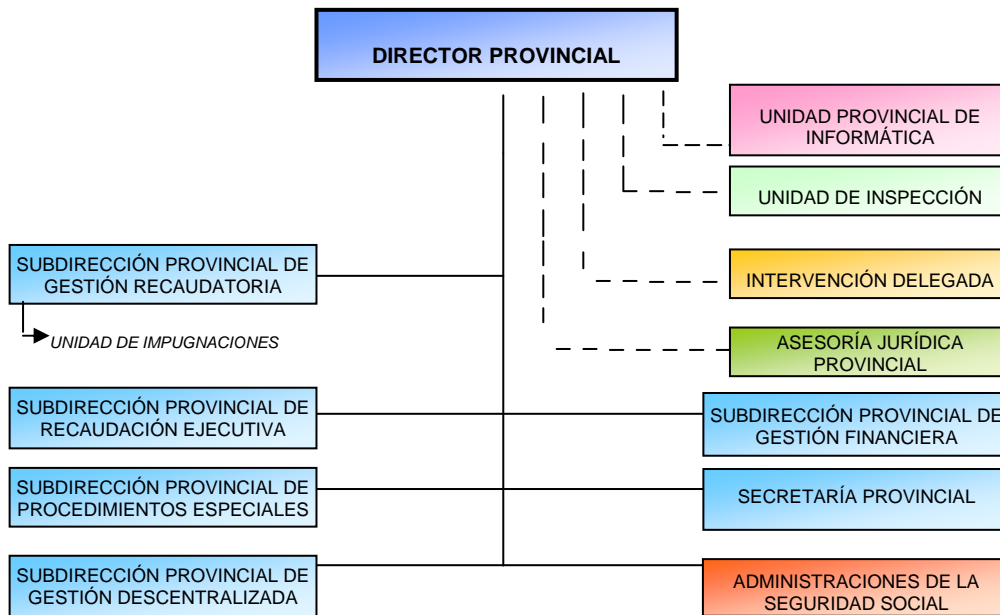 DIRECTOR PROVINCIAL
UNIDAD PROVINCIAL DE
INFORMÁTICA
UNIDAD DE INSPECCIÓN
SUBDIRECCIÓN PROVINCIAL DE
GESTIÓN RECAUDATORIA
INTERVENCIÓN DELEGADA
UNIDAD DE IMPUGNACIONES
ASESORÍA JURÍDICA
PROVINCIAL
SUBDIRECCIÓN PROVINCIAL DE
RECAUDACIÓN EJECUTIVA
SUBDIRECCIÓN PROVINCIAL DE
GESTIÓN FINANCIERA
SUBDIRECCIÓN PROVINCIAL DE
PROCEDIMIENTOS ESPECIALES
SECRETARÍA PROVINCIAL
SUBDIRECCIÓN PROVINCIAL DE
GESTIÓN DESCENTRALIZADA
ADMINISTRACIONES DE LA
SEGURIDAD SOCIAL